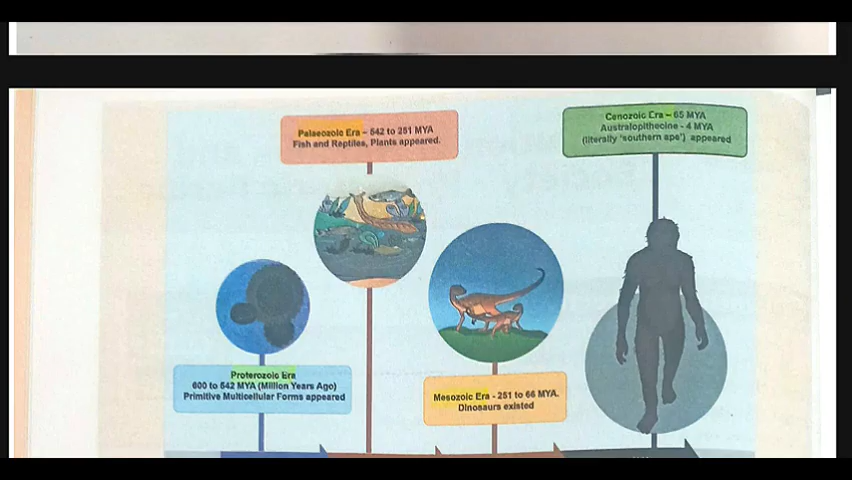 Palaeozoic Era – 542 to 251 MYA
Fish and Reptiles, Plants appeared.
Cenozoic Era – 65 MYA
Australopithecine - 4 MYA
(literally 'southern ape') appeared
Proterozoic Era
600 to 542 MYA (Million Years Ago)
Primitive Multicellular Forms appeared
Mesozoic Era - 251 to 66 MYA.
Dinosaurs existed